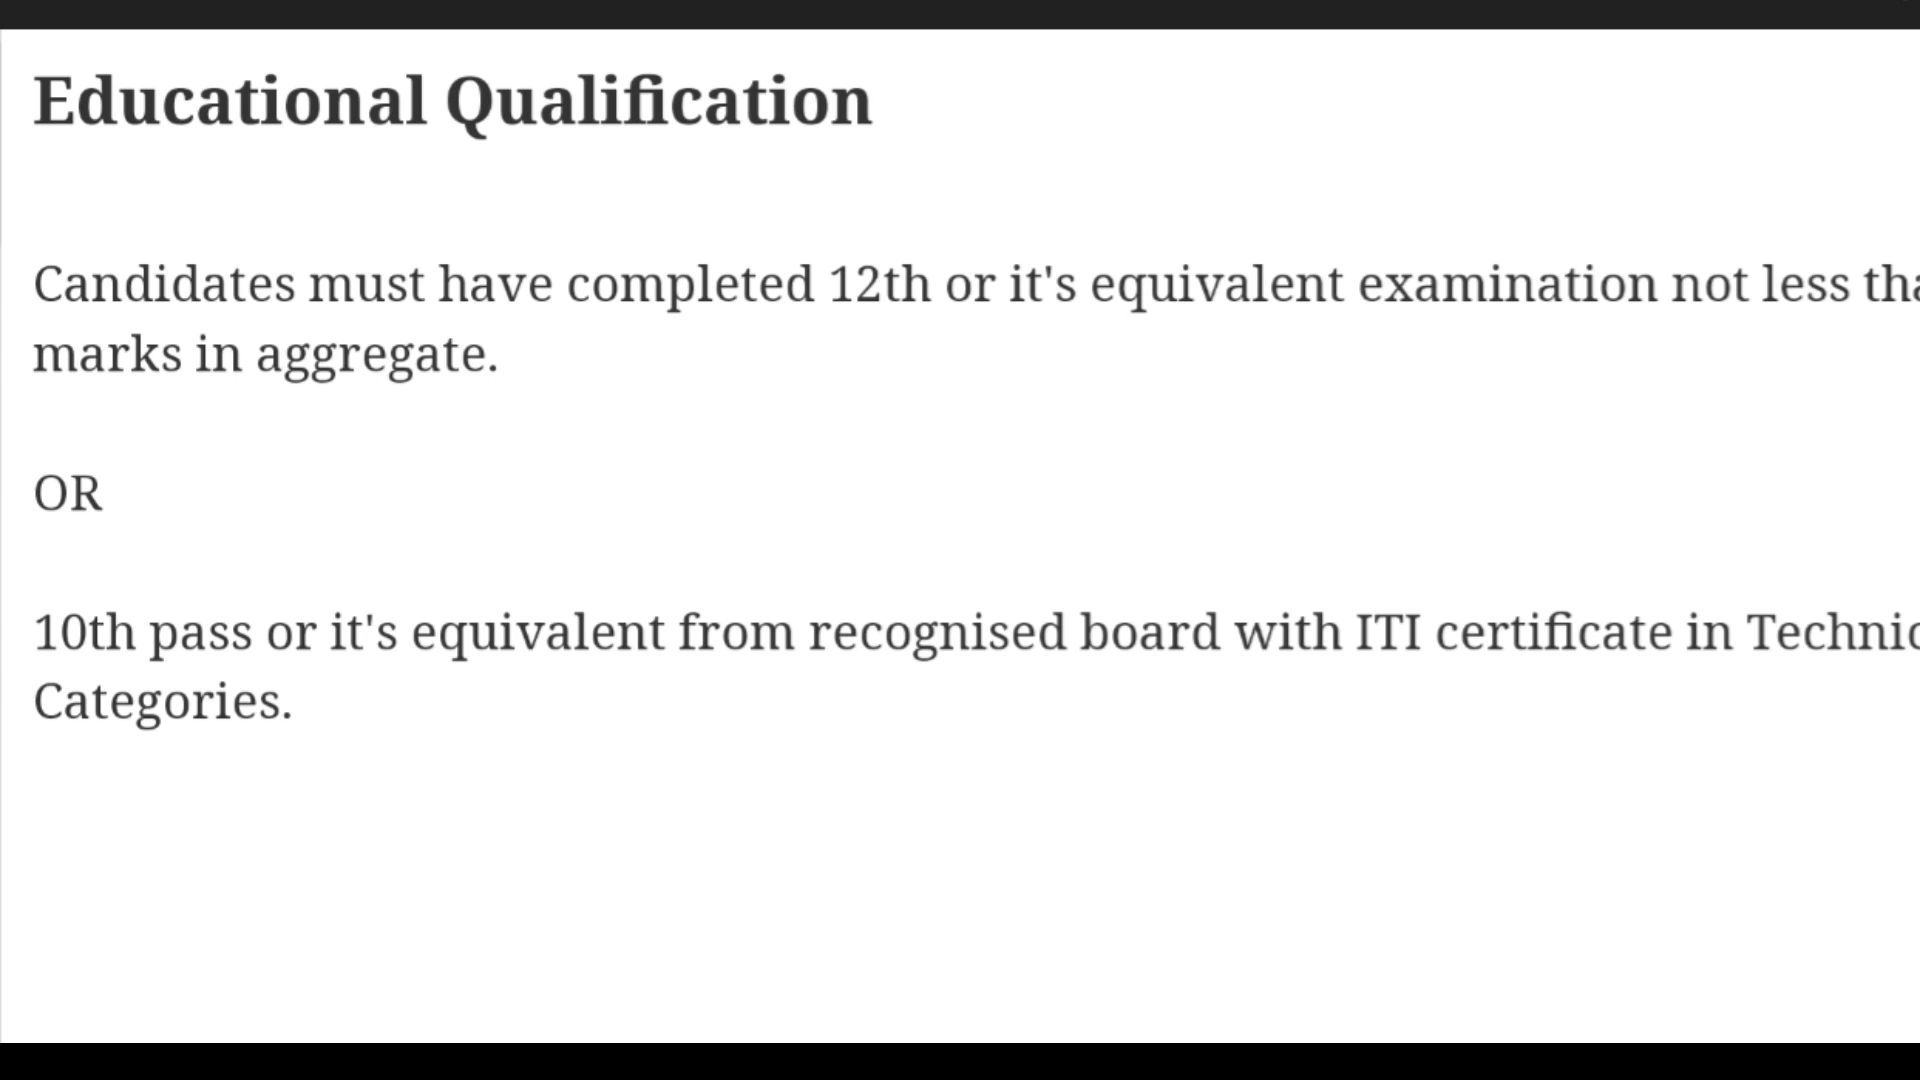 Educational Qualification
Candidates must have completed 12th or it's equivalent examination not less
marks in aggregate.
OR
10th pass or it's equivalent from recognised board with ITI certificate in
Categories.